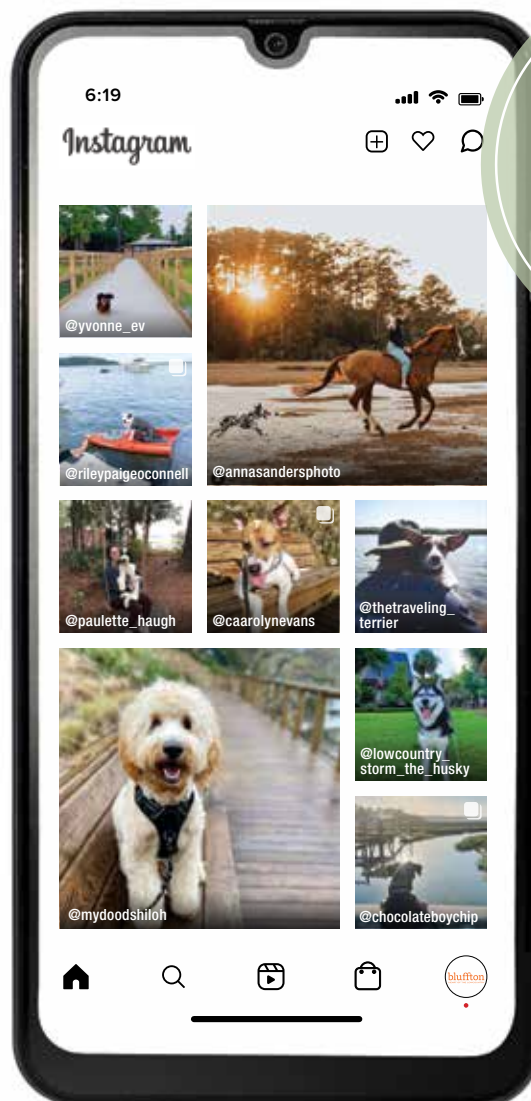 6:19
Instagram
@yvonne_ev
@rileypaigeoconnell
@annasandersphoto
@paulette_haugh
@caarolynevans
@thetraveling_
terrier
@mydoodshiloh
@lowcountry_
storm_the_husky
@chocolateboychip
bluffton